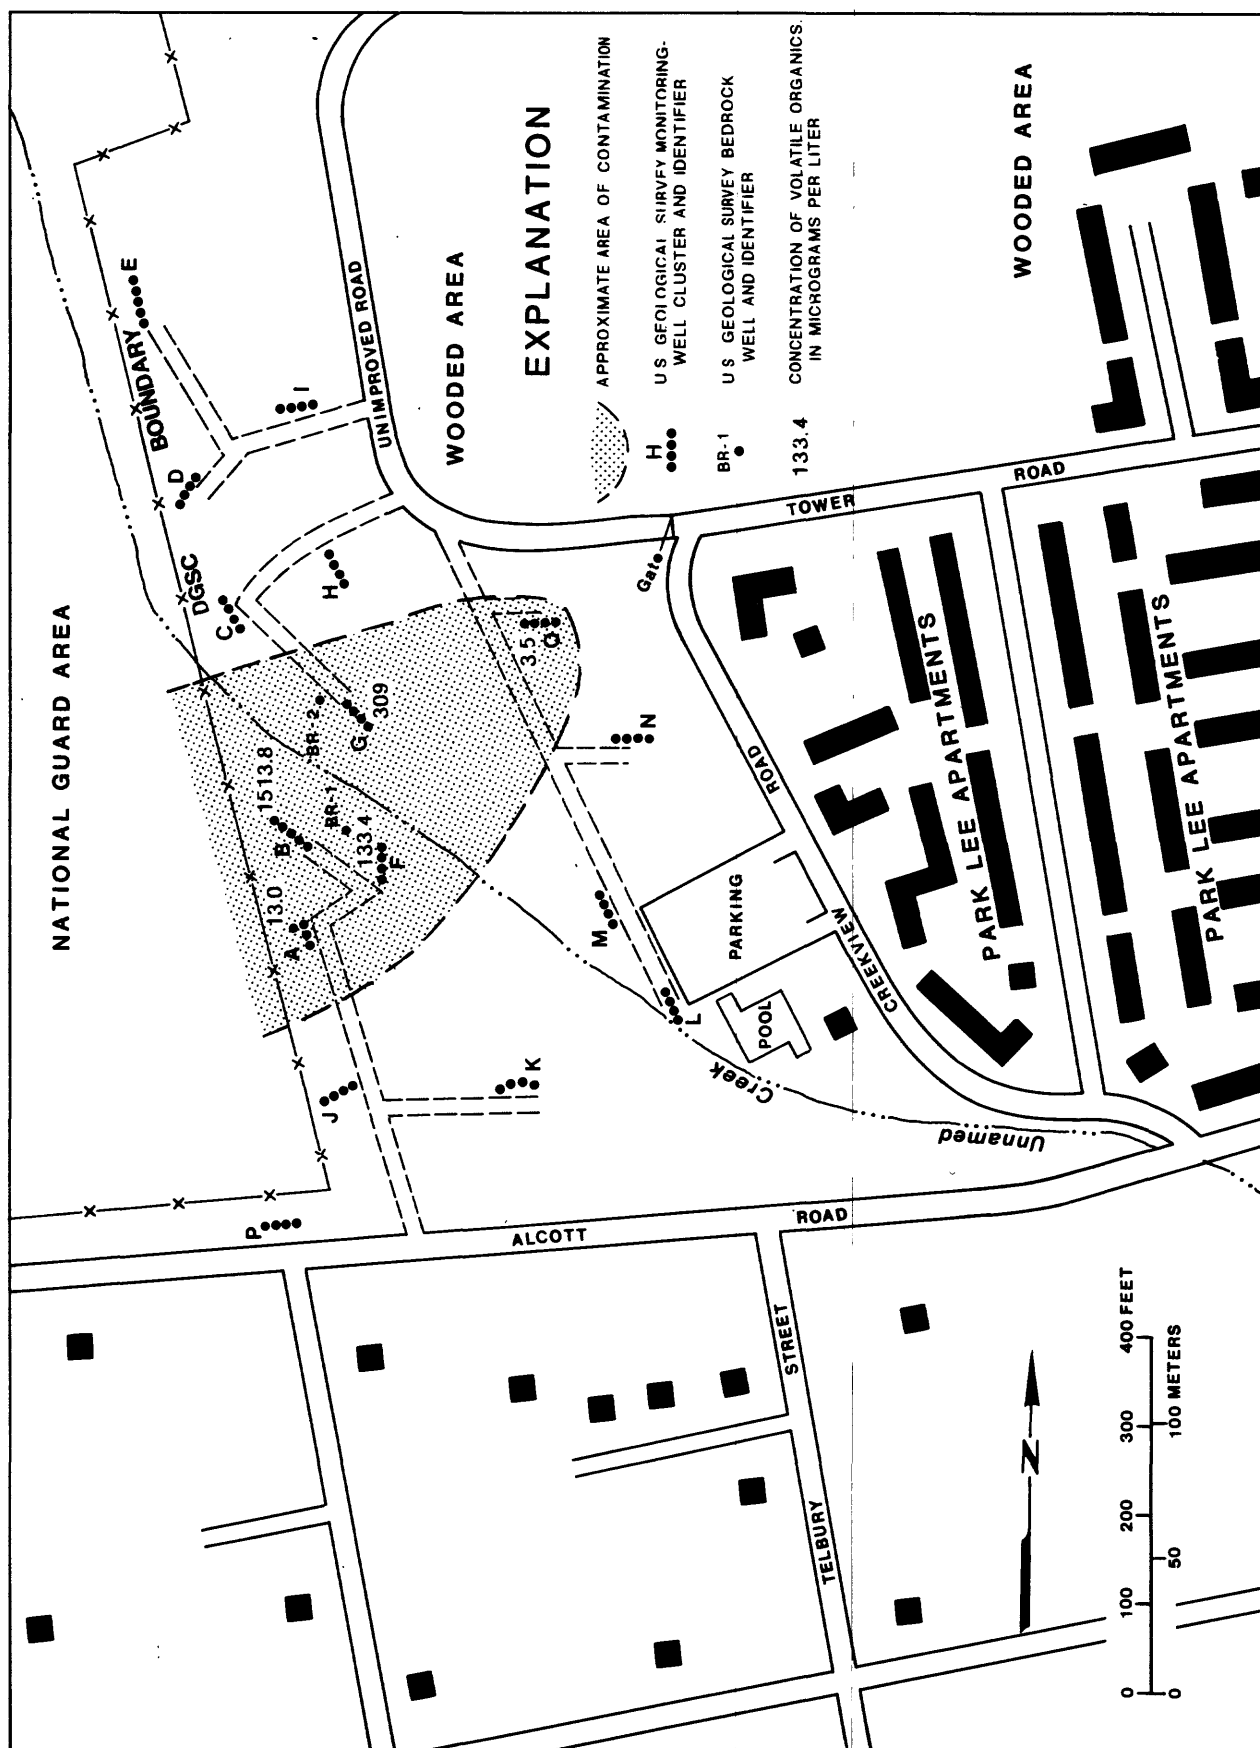 NATIONAL GUARD AREA
DGSC
BOUNDARY
E
D
I
C
H
UNIMPROVED ROAD
WOODED AREA
EXPLANATION
APPROXIMATE AREA OF CONTAMINATION
H
U S GEOLOGICAL SURVEY MONITORING-
WELL CLUSTER AND IDENTIFIER
BR-1
U S GEOLOGICAL SURVEY BEDROCK
WELL AND IDENTIFIER
133.4
CONCENTRATION OF VOLATILE ORGANICS.
IN MICROGRAMS PER LITER
WOODED AREA
A
13.0
B
1513.8
BR-1
BR-2
133 4
F
G
309
3.5
Q
N
M
L
K
J
P
Gate
TOWER
ROAD
CREEKVIEW
ROAD
PARKING
POOL
PARK LEE APARTMENTS
PARK LEE APARTMENTS
Unnamed
Creek
ALCOTT
ROAD
TELBURY
STREET
N
0 100 200 300 400 FEET
0 50 100 METERS